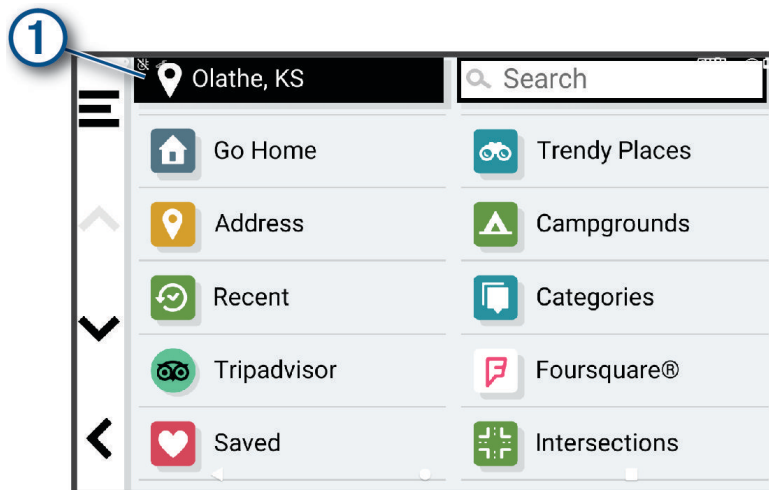 1
Olathe, KS
Search
Go Home
Trendy Places
Address
Campgrounds
Recent
Categories
Tripadvisor
Foursquare®
Saved
Intersections